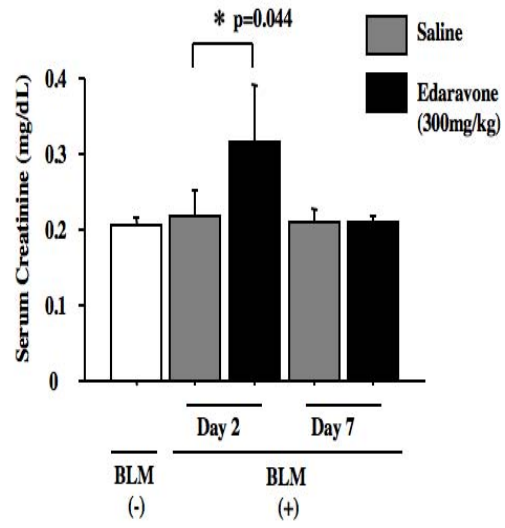 * p=0.044
Saline
Edaravone
(300mg/kg)
Serum Creatinine (mg/dL)
0.4
0.3
0.2
0.1
0
Day 2
Day 7
BLM
(-)
BLM
(+)